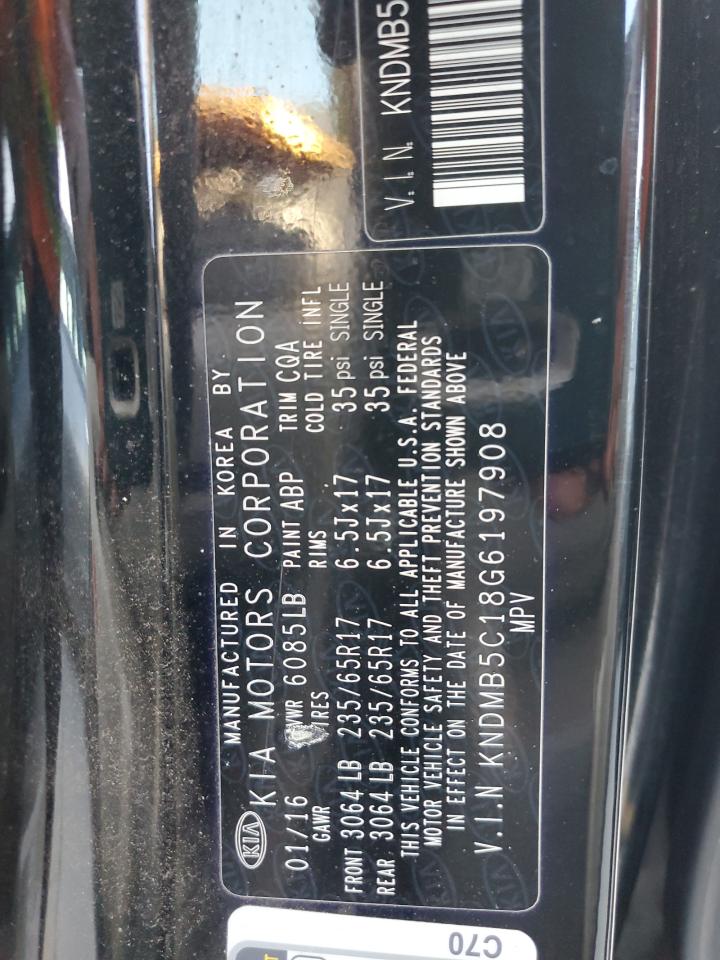 MANUFACTURED IN KOREA BY
KIA KIA MOTORS CORPORATION
01/16 GVWR 6085LB PAINT ABP TRIM CQA
GAWR TIRES RIMS COLD TIRE INFL
FRONT 3064 LB 235/65R17 6.5Jx17 35 psi SINGLE
REAR 3064 LB 235/65R17 6.5Jx17 35 psi SINGLE
THIS VEHICLE CONFORMS TO ALL APPLICABLE U.S.A. FEDERAL
MOTOR VEHICLE SAFETY AND THEFT PREVENTION STANDARDS
IN EFFECT ON THE DATE OF MANUFACTURE SHOWN ABOVE
V.I.N KNDMB5C18G6197908
MPV
V.I.N. KNDMB5
C70